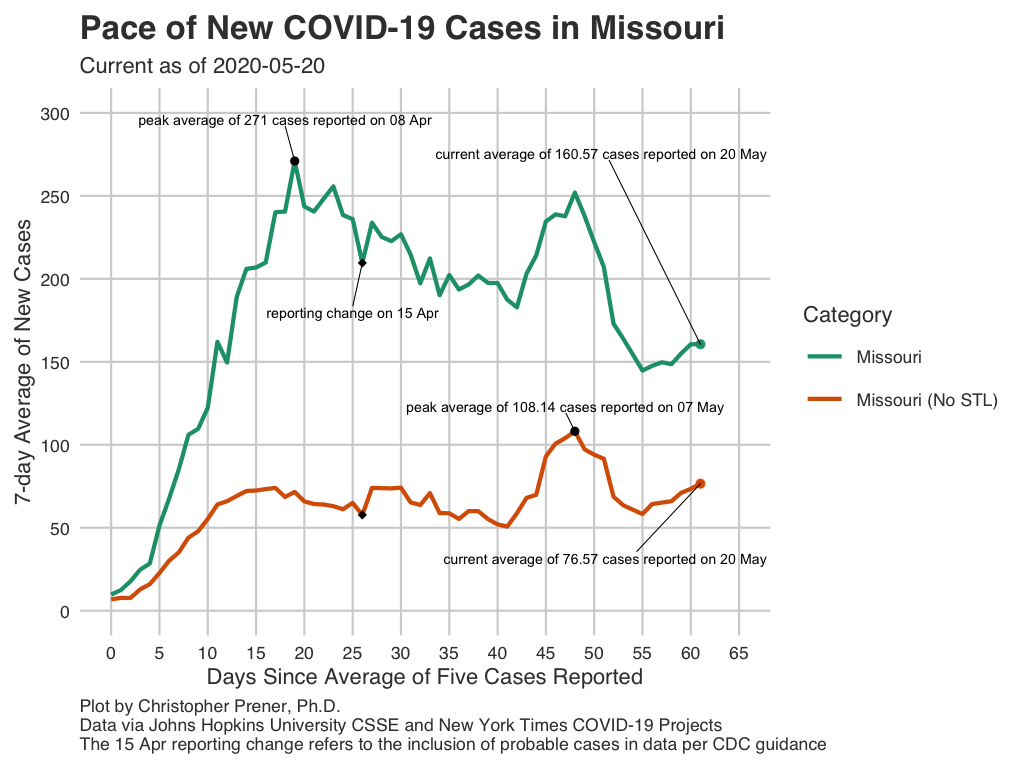 Pace of New COVID-19 Cases in Missouri
Current as of 2020-05-20
7-day Average of New Cases
300
250
200
150
100
50
0
peak average of 271 cases reported on 08 Apr
current average of 160.57 cases reported on 20 May
reporting change on 15 Apr
peak average of 108.14 cases reported on 07 May
current average of 76.57 cases reported on 20 May
Category
Missouri
Missouri (No STL)
0 5 10 15 20 25 30 35 40 45 50 55 60 65
Days Since Average of Five Cases Reported
Plot by Christopher Prener, Ph.D.
Data via Johns Hopkins University CSSE and New York Times COVID-19 Projects
The 15 Apr reporting change refers to the inclusion of probable cases in data per CDC guidance